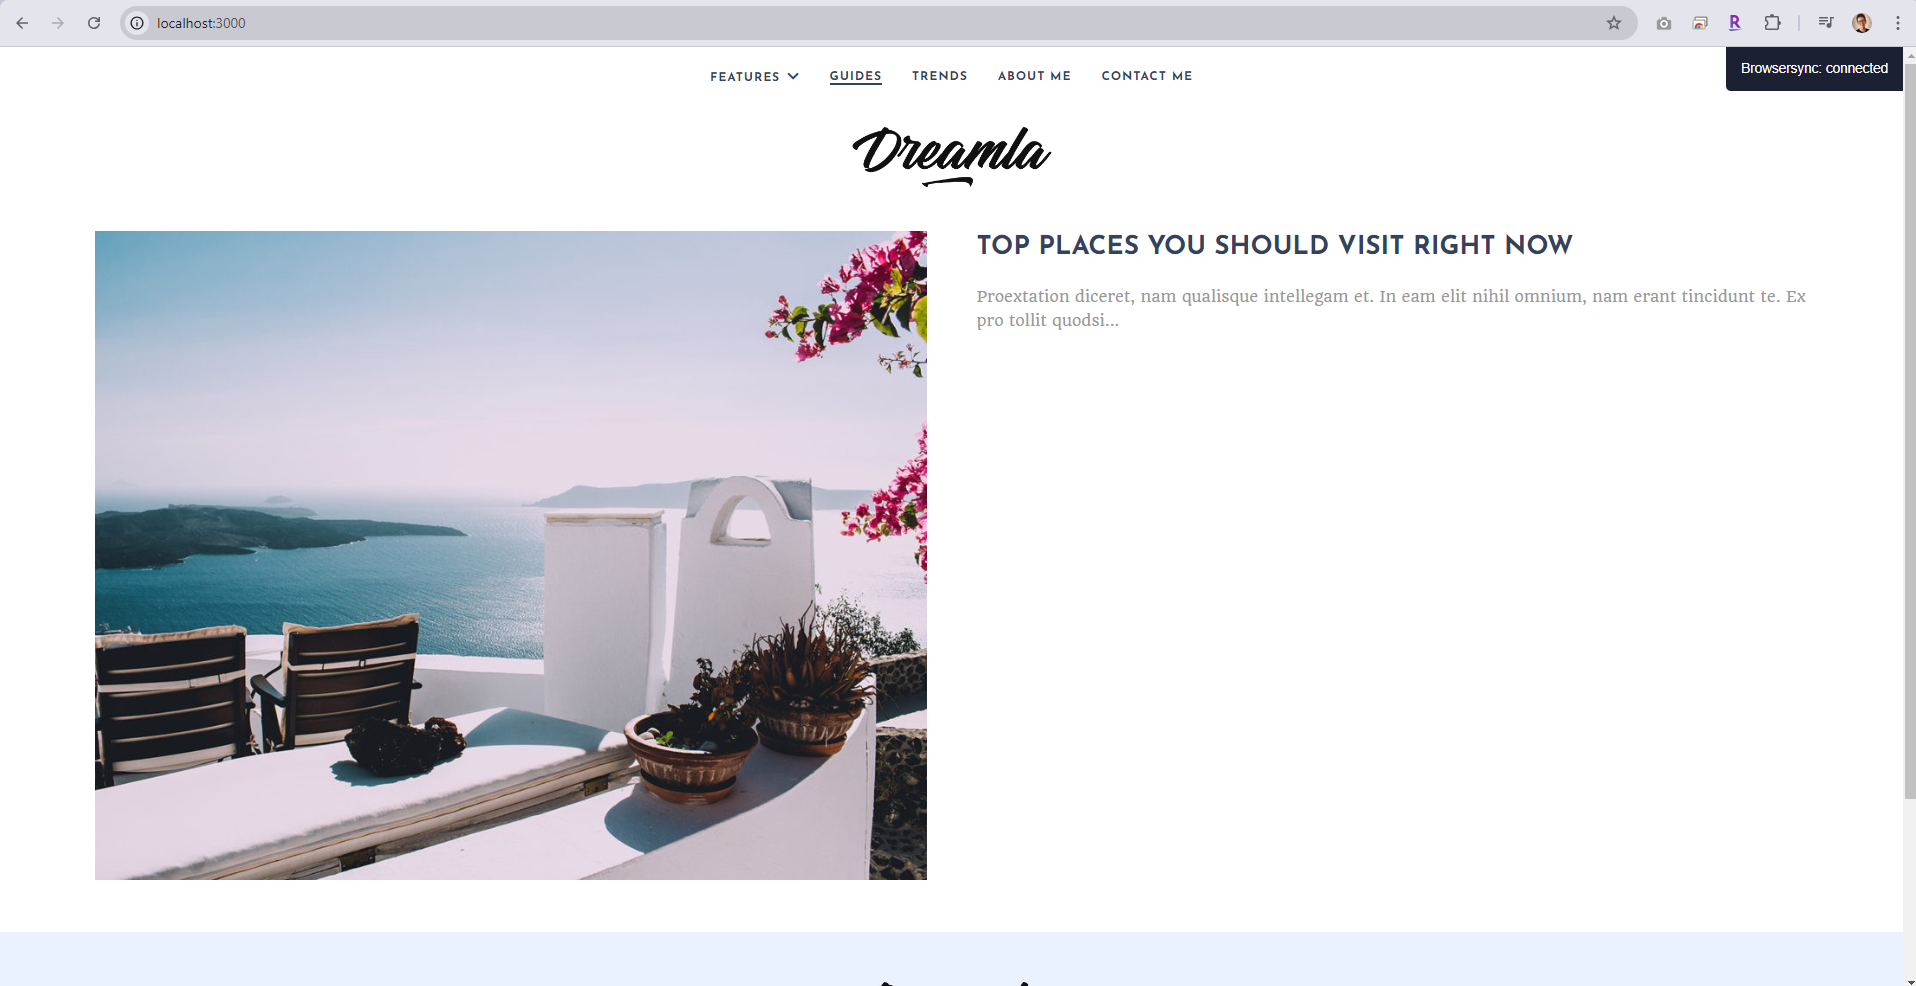 localhost:3000
Browsersync: connected
FEATURES GUIDES TRENDS ABOUT ME CONTACT ME
Dreamla
TOP PLACES YOU SHOULD VISIT RIGHT NOW
Proextation diceret, nam qualisque intellegam et. In eam elit nihil omnium, nam erant tincidunt te. Ex
pro tollit quodsi...